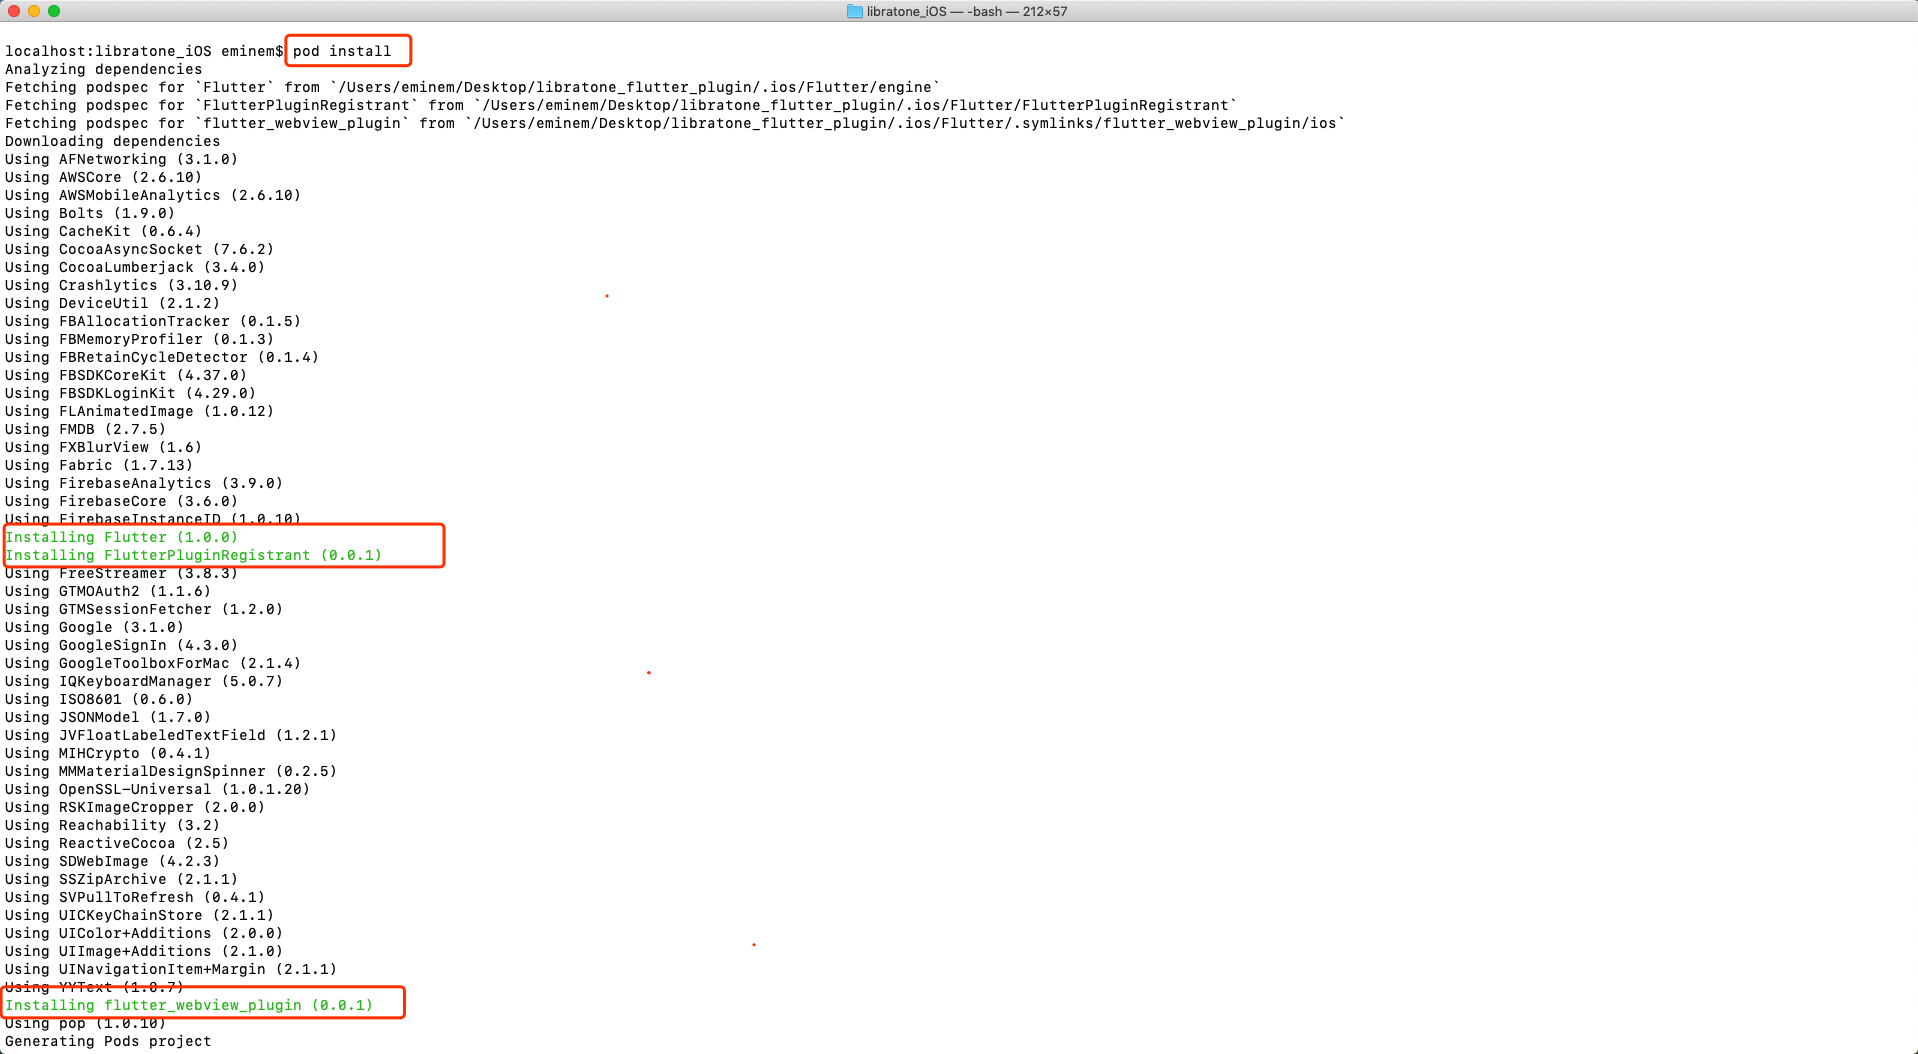 libratone_iOS — -bash — 212×57
localhost:libratone_iOS eminem$ pod install
Analyzing dependencies
Fetching podspec for `Flutter` from `/Users/eminem/Desktop/libratone_flutter_plugin/.ios/Flutter/engine`
Fetching podspec for `FlutterPluginRegistrant` from `/Users/eminem/Desktop/libratone_flutter_plugin/.ios/Flutter/FlutterPluginRegistrant`
Fetching podspec for `flutter_webview_plugin` from `/Users/eminem/Desktop/libratone_flutter_plugin/.ios/Flutter/.symlinks/flutter_webview_plugin/ios`
Downloading dependencies
Using AFNetworking (3.1.0)
Using AWSCore (2.6.10)
Using AWSMobileAnalytics (2.6.10)
Using Bolts (1.9.0)
Using CacheKit (0.6.4)
Using CocoaAsyncSocket (7.6.2)
Using CocoaLumberjack (3.4.0)
Using Crashlytics (3.10.9)
Using DeviceUtil (2.1.2)
Using FBAllocationTracker (0.1.5)
Using FBMemoryProfiler (0.1.3)
Using FBRetainCycleDetector (0.1.4)
Using FBSDKCoreKit (4.37.0)
Using FBSDKLoginKit (4.29.0)
Using FLAnimatedImage (1.0.12)
Using FMDB (2.7.5)
Using FXBlurView (1.6)
Using Fabric (1.7.13)
Using FirebaseAnalytics (3.9.0)
Using FirebaseCore (3.6.0)
Using FirebaseInstanceID (1.0.10)
Installing Flutter (1.0.0)
Installing FlutterPluginRegistrant (0.0.1)
Using FreeStreamer (3.8.3)
Using GTMOAuth2 (1.1.6)
Using GTMSessionFetcher (1.2.0)
Using Google (3.1.0)
Using GoogleSignIn (4.3.0)
Using GoogleToolboxForMac (2.1.4)
Using IQKeyboardManager (5.0.7)
Using ISO8601 (0.6.0)
Using JSONModel (1.7.0)
Using JVFloatLabeledTextField (1.2.1)
Using MIHCrypto (0.4.1)
Using MMMaterialDesignSpinner (0.2.5)
Using OpenSSL-Universal (1.0.1.20)
Using RSKImageCropper (2.0.0)
Using Reachability (3.2)
Using ReactiveCocoa (2.5)
Using SDWebImage (4.2.3)
Using SSZipArchive (2.1.1)
Using SVPullToRefresh (0.4.1)
Using UICKeyChainStore (2.1.1)
Using UIColor+Additions (2.0.0)
Using UIImage+Additions (2.1.0)
Using UINavigationItem+Margin (2.1.1)
Using YYText (1.0.7)
Installing flutter_webview_plugin (0.0.1)
Using pop (1.0.10)
Generating Pods project